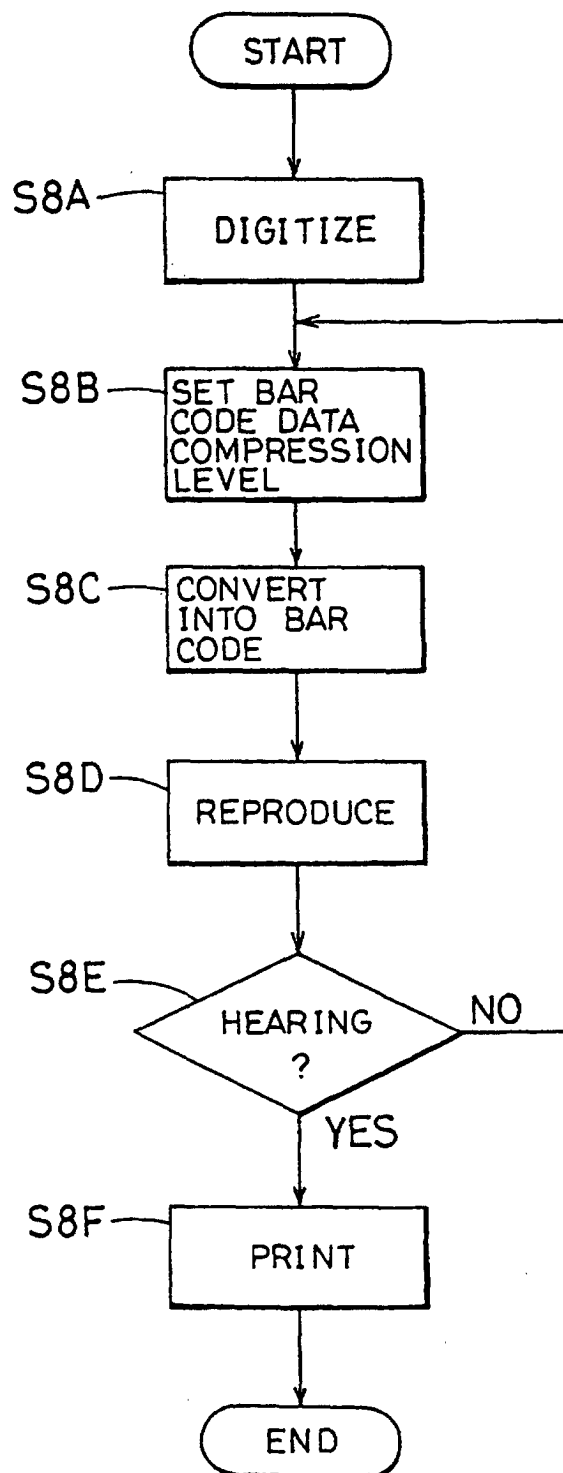 START
S8A
DIGITIZE
S8B
SET BAR
CODE DATA
COMPRESSION
LEVEL
S8C
CONVERT
INTO BAR
CODE
S8D
REPRODUCE
S8E
HEARING
?
NO
YES
S8F
PRINT
END